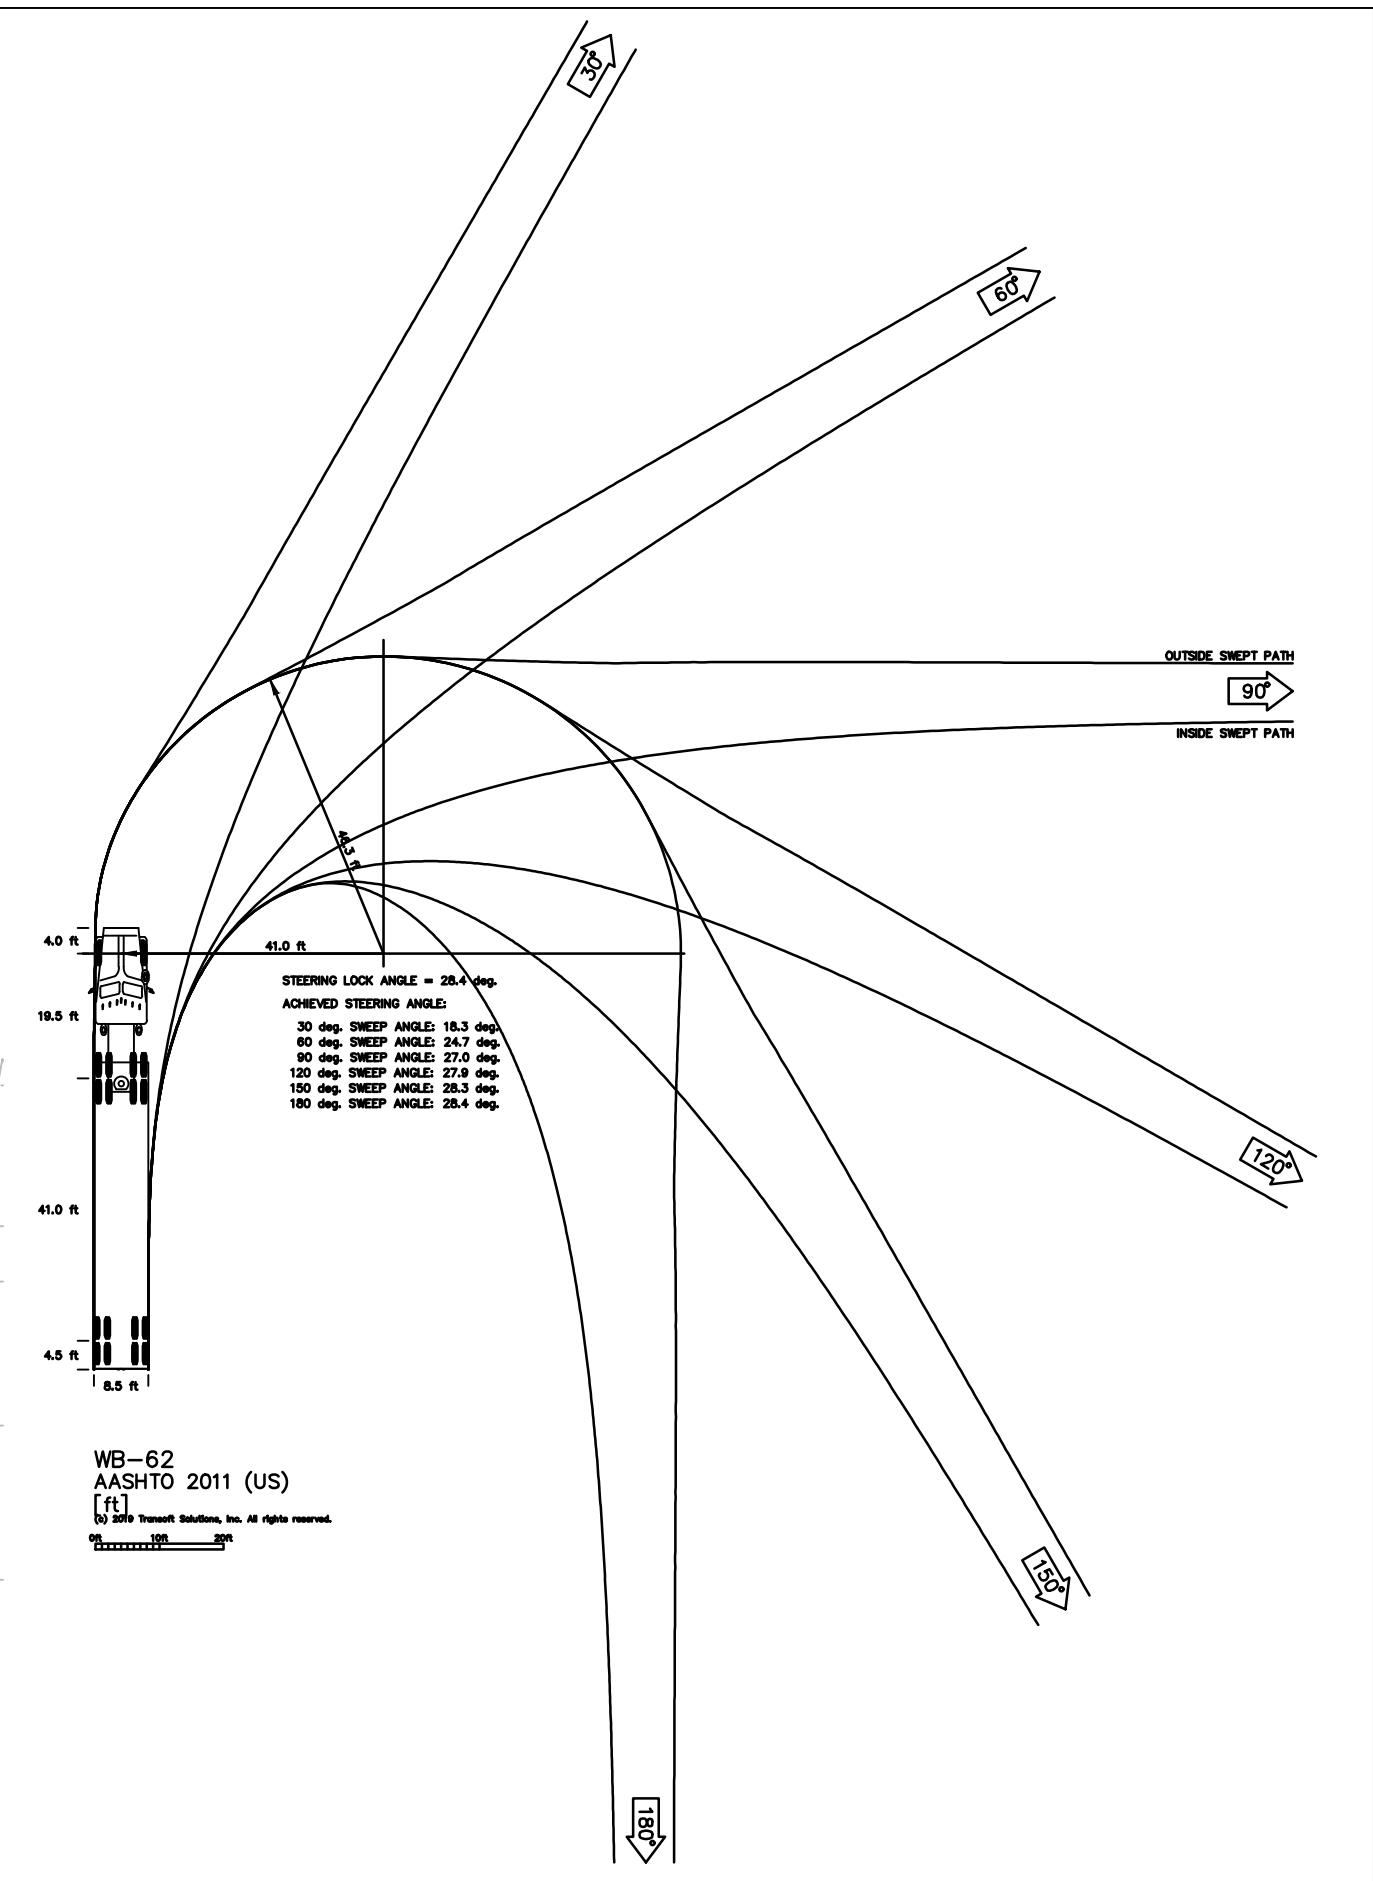 30°
60°
OUTSIDE SWEPT PATH
90°
INSIDE SWEPT PATH
46.3 ft
4.0 ft
41.0 ft
STEERING LOCK ANGLE = 28.4 deg.
ACHIEVED STEERING ANGLE:
19.5 ft
30 deg. SWEEP ANGLE: 18.3 deg.
60 deg. SWEEP ANGLE: 24.7 deg.
90 deg. SWEEP ANGLE: 27.0 deg.
120 deg. SWEEP ANGLE: 27.9 deg.
150 deg. SWEEP ANGLE: 28.3 deg.
180 deg. SWEEP ANGLE: 28.4 deg.
120°
41.0 ft
4.5 ft
8.5 ft
WB-62
AASHTO 2011 (US)
[ft]
(c) 2019 Transoft Solutions, Inc. All rights reserved.
0ft 10ft 20ft
150°
180°